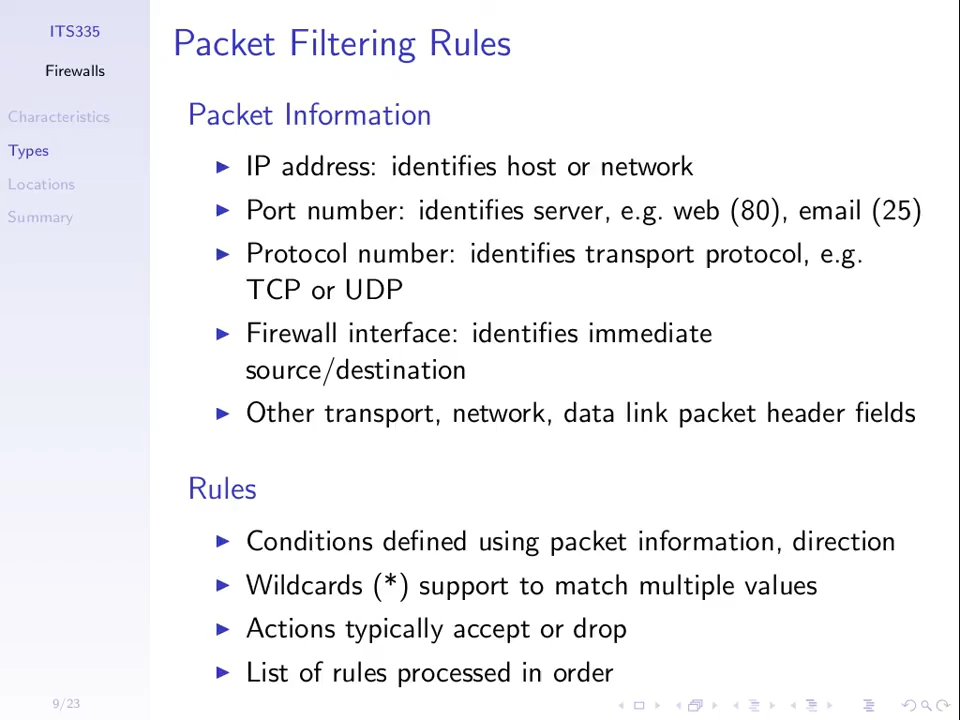 ITS335
Firewalls
Characteristics
Types
Locations
Summary
9/23
Packet Filtering Rules
Packet Information
IP address: identifies host or network
Port number: identifies server, e.g. web (80), email (25)
Protocol number: identifies transport protocol, e.g.
TCP or UDP
Firewall interface: identifies immediate
source/destination
Other transport, network, data link packet header fields
Rules
Conditions defined using packet information, direction
Wildcards (*) support to match multiple values
Actions typically accept or drop
List of rules processed in order